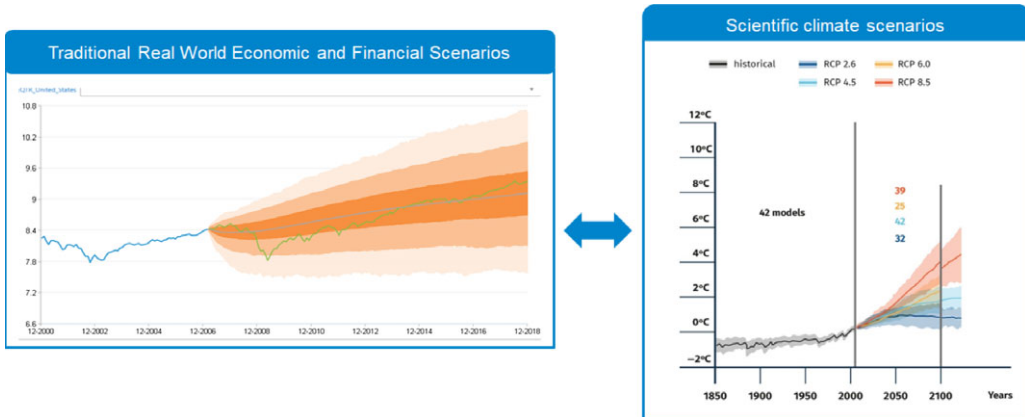 Traditional Real World Economic and Financial Scenarios
10.8
10.2
9.6
9
8.4
7.8
7.2
6.6
12-2000
12-2002
12-2004
12-2006
12-2008
12-2010
12-2012
12-2014
12-2016
12-2018
Scientific climate scenarios
historical
RCP 2.6
RCP 6.0
RCP 4.5
RCP 8.5
12°C
10°C
8°C
6°C
4°C
2°C
0°C
−2°C
42 models
39
25
42
32
1850
1900
1950
2000
2050
2100
Years